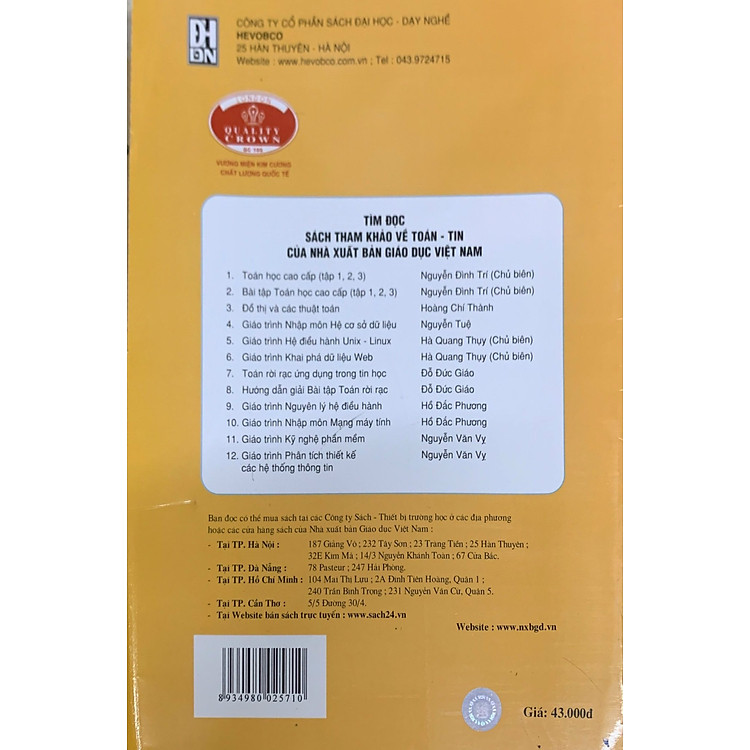 ĐH
DN
CÔNG TY CỔ PHẦN SÁCH ĐẠI HỌC - DẠY NGHỀ
HEVOBCO
25 HÀN THUYÊN - HÀ NỘI
Website : www.hevobco.com.vn ; Tel : 043.9724715
LONDON
QUALITY
CROWN
VƯƠNG MIỆN KIM CƯƠNG
CHẤT LƯỢNG QUỐC TẾ
TÌM ĐỌC
SÁCH THAM KHẢO VỀ TOÁN - TIN
CỦA NHÀ XUẤT BẢN GIÁO DỤC VIỆT NAM
1. Toán học cao cấp (tập 1, 2, 3) Nguyễn Đình Trí (Chủ biên)
2. Bài tập Toán học cao cấp (tập 1, 2, 3) Nguyễn Đình Trí (Chủ biên)
3. Đồ thị và các thuật toán Hoàng Chí Thành
4. Giáo trình Nhập môn Hệ cơ sở dữ liệu Nguyễn Tuệ
5. Giáo trình Hệ điều hành Unix - Linux Hà Quang Thụy (Chủ biên)
6. Giáo trình Khai phá dữ liệu Web Hà Quang Thụy (Chủ biên)
7. Toán rời rạc ứng dụng trong tin học Đỗ Đức Giáo
8. Hướng dẫn giải Bài tập Toán rời rạc Đỗ Đức Giáo
9. Giáo trình Nguyên lý hệ điều hành Hồ Đắc Phương
10. Giáo trình Nhập môn Mạng máy tính Hồ Đắc Phương
11. Giáo trình Kỹ nghệ phần mềm Nguyễn Văn Vỵ
12. Giáo trình Phân tích thiết kế Nguyễn Văn Vỵ
các hệ thống thông tin
Bạn đọc có thể mua sách tại các Công ty Sách - Thiết bị trường học ở các địa phương
hoặc các cửa hàng sách của Nhà xuất bản Giáo dục Việt Nam :
- Tại TP. Hà Nội : 187 Giảng Võ ; 232 Tây Sơn ; 23 Tràng Tiền ; 25 Hàn Thuyên ;
32E Kim Mã ; 14/3 Nguyễn Khánh Toàn ; 67 Cửa Bắc.
- Tại TP. Đà Nẵng : 78 Pasteur ; 247 Hải Phòng.
- Tại TP. Hồ Chí Minh : 104 Mai Thị Lựu ; 2A Đinh Tiên Hoàng, Quận 1 ;
240 Trần Bình Trọng ; 231 Nguyễn Văn Cừ, Quận 5.
- Tại TP. Cần Thơ : 5/5 Đường 30/4.
- Tại Website bán sách trực tuyến : www.sach24.vn
Website : www.nxbgd.vn
8 934980 025710
Giá: 43.000đ